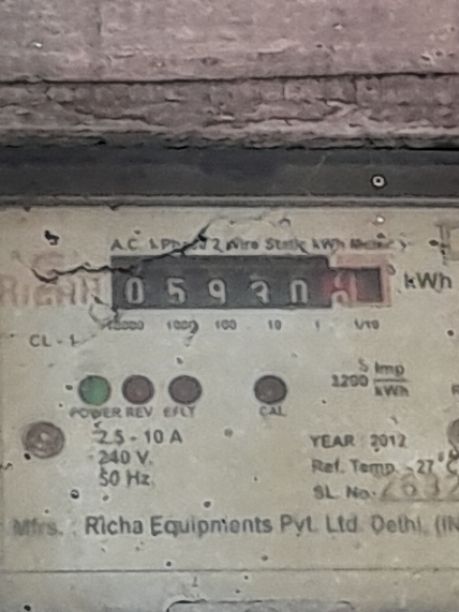 A.C. 1 Phase 2 Wire Static kWh Meter
RICHA
0 5 9 0
kWh
10000 1000 100 10 1 1/10
CL - 1
1200 Imp
kWh
POWER REV EFLT CAL
2.5 - 10 A
240 V.
50 Hz
YEAR : 2012
Ref. Temp. - 27°C
SL. No.
Mfrs. : Richa Equipments Pvt. Ltd. Delhi, (IN